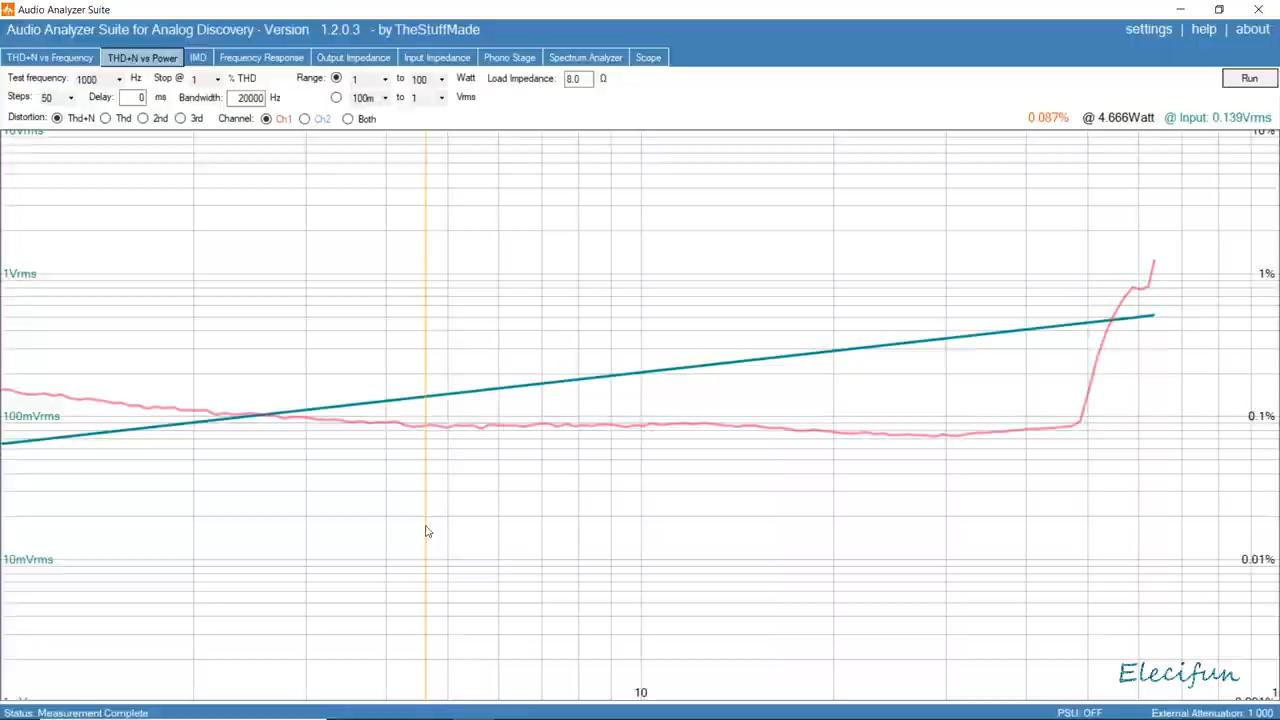 Audio Analyzer Suite
Audio Analyzer Suite for Analog Discovery - Version 1.2.0.3 - by TheStuffMade settings | help | about
THD+N vs Frequency THD+N vs Power IMD Frequency Response Output Impedance Input Impedance Phono Stage Spectrum Analyzer Scope
Test frequency: 1000 Hz Stop @ 1 % THD Range: 1 to 100 Watt Load Impedance: 8.0 Ω Run
Steps: 50 Delay: 0 ms Bandwidth: 20000 Hz 100m to 1 Vrms
Distortion: Thd+N Thd 2nd 3rd Channel: Ch1 Ch2 Both 0.087% @ 4.666Watt @ Input: 0.139Vrms
10Vrms 10%
1Vrms 1%
100mVrms 0.1%
10mVrms 0.01%
Elecifun
10
Status: Measurement Complete PSU: OFF External Attenuation: 1.000